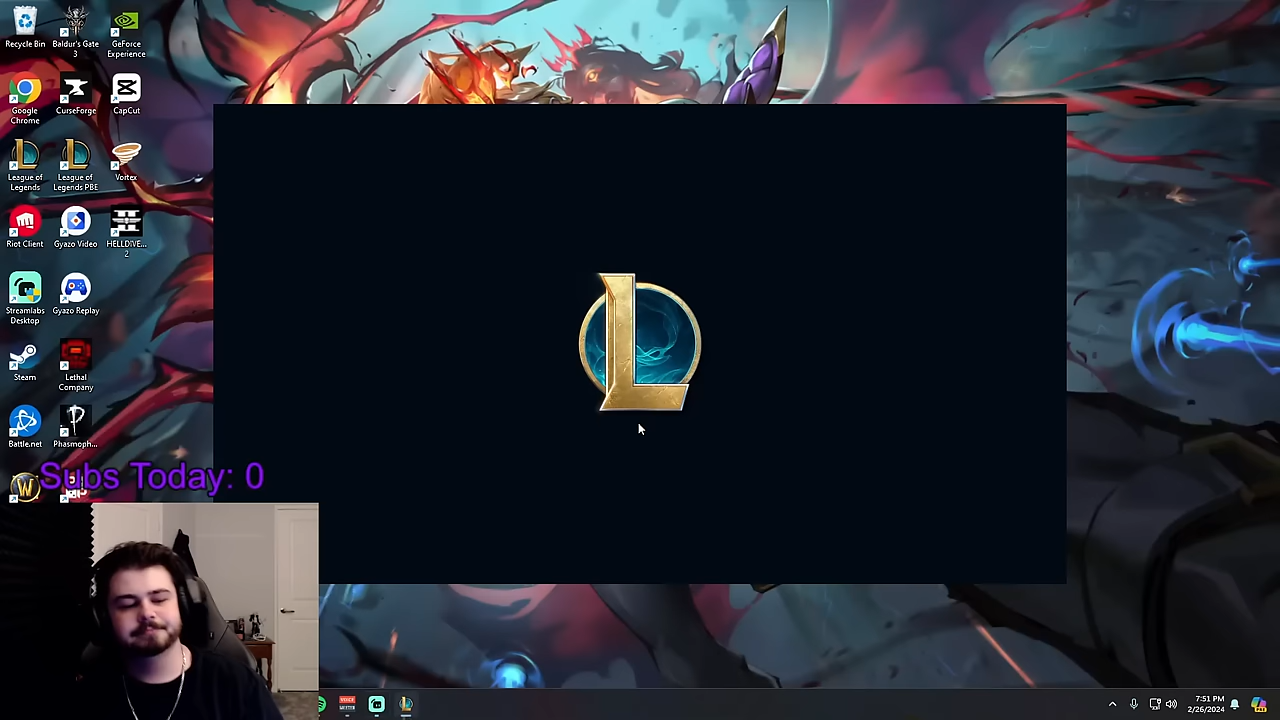 Recycle Bin
Baldur's Gate
3
GeForce
Experience
Google
Chrome
CurseForge
CapCut
League of
Legends
League of
Legends PBE
Vortex
Riot Client
Gyazo Video
HELLDIVE...
2
Streamlabs
Desktop
Gyazo Replay
Steam
Lethal
Company
Battle.net
Phasmoph...
Subs Today: 0
7:51 PM
2/26/2024